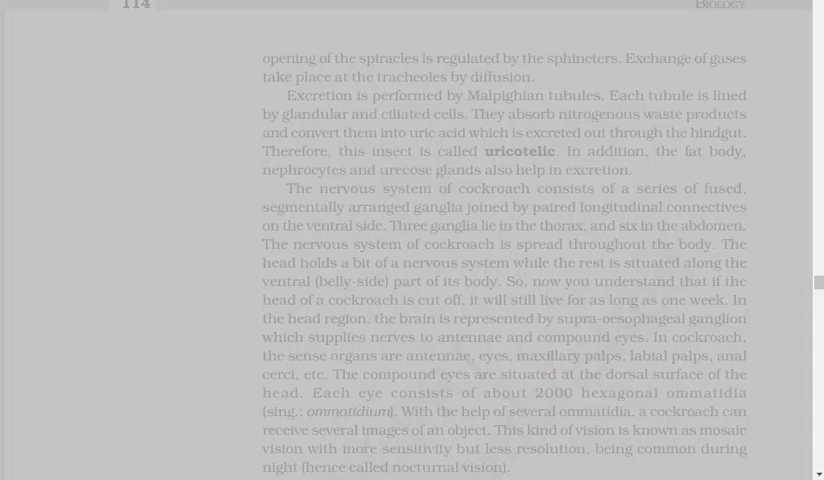 114
BIOLOGY
opening of the spiracles is regulated by the sphincters. Exchange of gases
take place at the tracheoles by diffusion.
Excretion is performed by Malpighian tubules. Each tubule is lined
by glandular and ciliated cells. They absorb nitrogenous waste products
and convert them into uric acid which is excreted out through the hindgut.
Therefore, this insect is called uricotelic. In addition, the fat body,
nephrocytes and urecose glands also help in excretion.
The nervous system of cockroach consists of a series of fused,
segmentally arranged ganglia joined by paired longitudinal connectives
on the ventral side. Three ganglia lie in the thorax, and six in the abdomen.
The nervous system of cockroach is spread throughout the body. The
head holds a bit of a nervous system while the rest is situated along the
ventral (belly-side) part of its body. So, now you understand that if the
head of a cockroach is cut off, it will still live for as long as one week. In
the head region, the brain is represented by supra-oesophageal ganglion
which supplies nerves to antennae and compound eyes. In cockroach,
the sense organs are antennae, eyes, maxillary palps, labial palps, anal
cerci, etc. The compound eyes are situated at the dorsal surface of the
head. Each eye consists of about 2000 hexagonal ommatidia
(sing.: ommatidium). With the help of several ommatidia, a cockroach can
receive several images of an object. This kind of vision is known as mosaic
vision with more sensitivity but less resolution, being common during
night (hence called nocturnal vision).